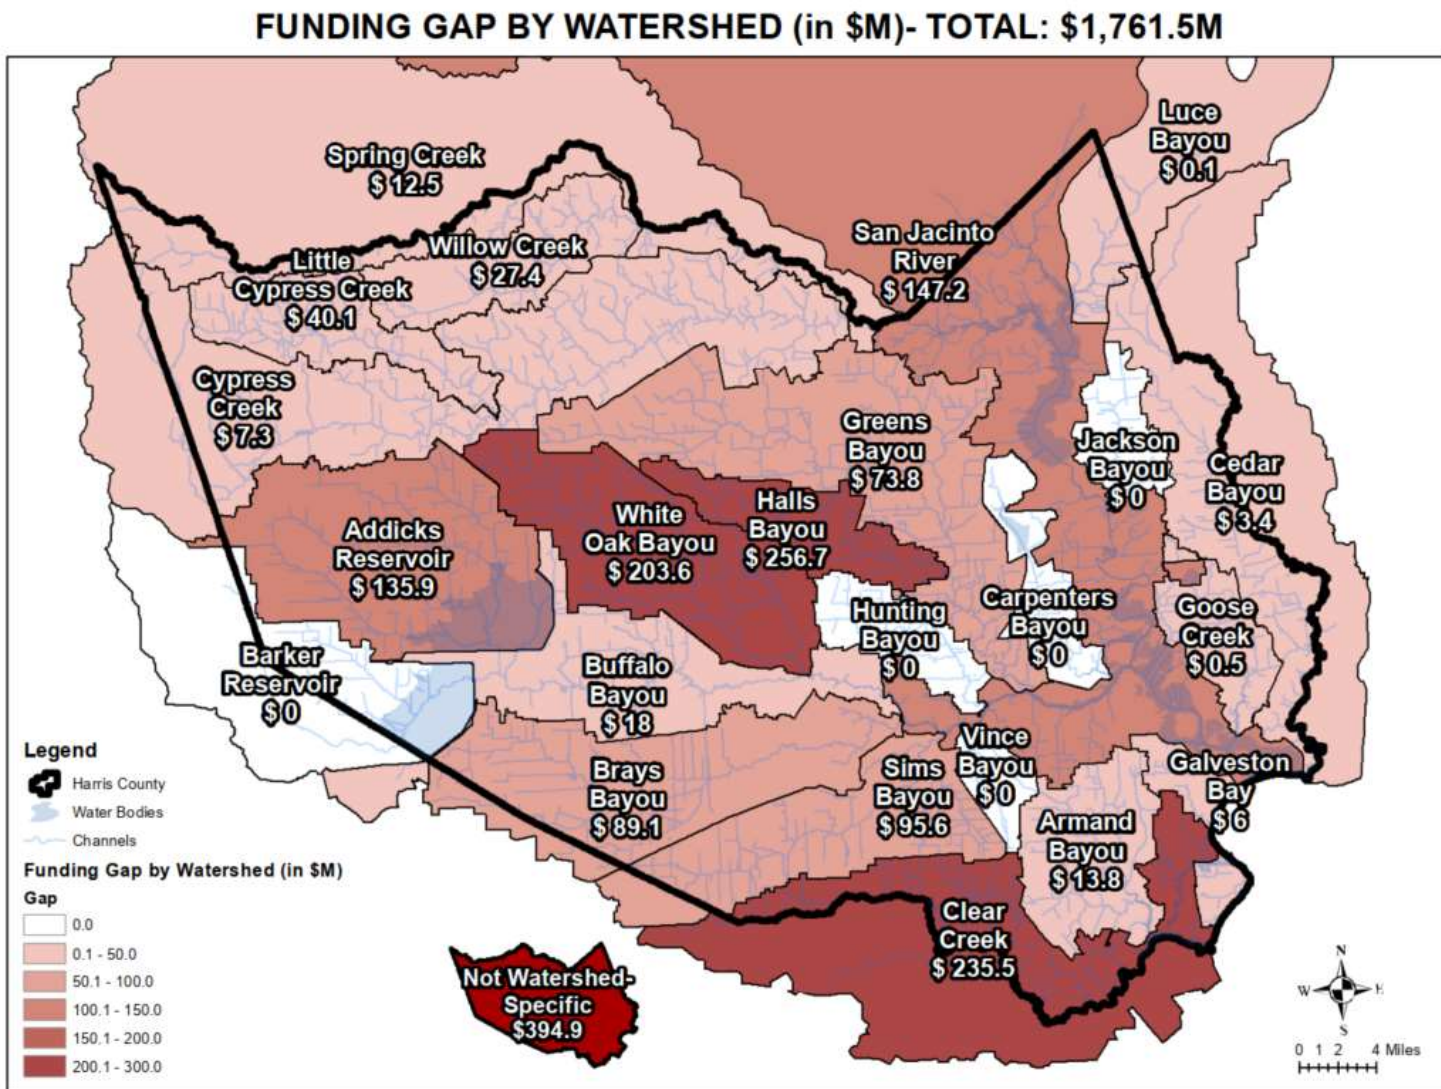 FUNDING GAP BY WATERSHED (in $M)- TOTAL: $1,761.5M
Luce
Bayou
$ 0.1
Spring Creek
$ 12.5
San Jacinto
River
$ 147.2
Willow Creek
$ 27.4
Little
Cypress Creek
$ 40.1
Cypress
Creek
$ 7.3
Greens
Bayou
$ 73.8
Jackson
Bayou
$ 0
Cedar
Bayou
$ 3.4
Halls
Bayou
$ 256.7
White
Oak Bayou
$ 203.6
Addicks
Reservoir
$ 135.9
Hunting
Bayou
$ 0
Carpenters
Bayou
$ 0
Goose
Creek
$ 0.5
Barker
Reservoir
$ 0
Buffalo
Bayou
$ 18
Vince
Bayou
$ 0
Galveston
Bay
$ 6
Brays
Bayou
$ 89.1
Sims
Bayou
$ 95.6
Armand
Bayou
$ 13.8
Clear
Creek
$ 235.5
Not Watershed-
Specific
$394.9
Legend
Harris County
Water Bodies
Channels
Funding Gap by Watershed (in $M)
Gap
0.0
0.1 - 50.0
50.1 - 100.0
100.1 - 150.0
150.1 - 200.0
200.1 - 300.0
N
W E
S
0 1 2 4 Miles